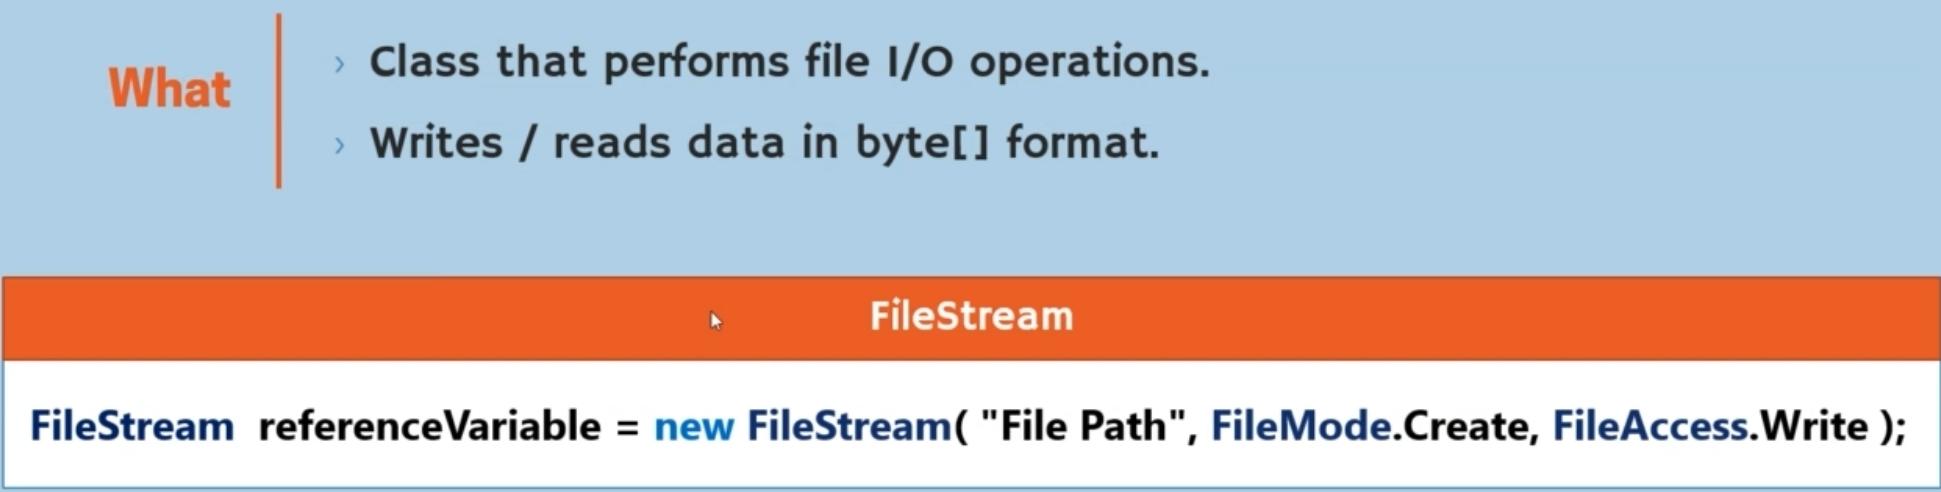 What
Class that performs file I/O operations.
Writes / reads data in byte[] format.
FileStream
FileStream referenceVariable = new FileStream( "File Path", FileMode.Create, FileAccess.Write );